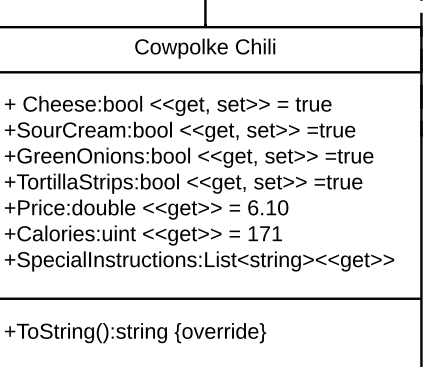 Cowpolke Chili
+ Cheese:bool <<get, set>> = true
+SourCream:bool <<get, set>> =true
+GreenOnions:bool <<get, set>> =true
+TortillaStrips:bool <<get, set>> =true
+Price:double <<get>> = 6.10
+Calories:uint <<get>> = 171
+SpecialInstructions:List<string><<get>>
+ToString():string {override}